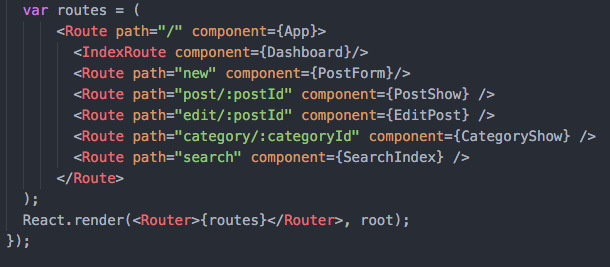 var routes = (
<Route path="/" component={App}>
<IndexRoute component={Dashboard}/>
<Route path="new" component={PostForm}/>
<Route path="post/:postId" component={PostShow} />
<Route path="edit/:postId" component={EditPost} />
<Route path="category/:categoryId" component={CategoryShow} />
<Route path="search" component={SearchIndex} />
</Route>
);
React.render(<Router>{routes}</Router>, root);
});